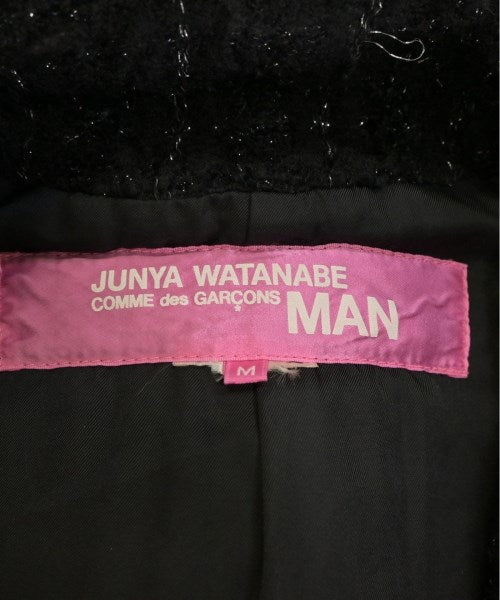 JUNYA WATANABE
COMME des GARÇONS MAN
*
M